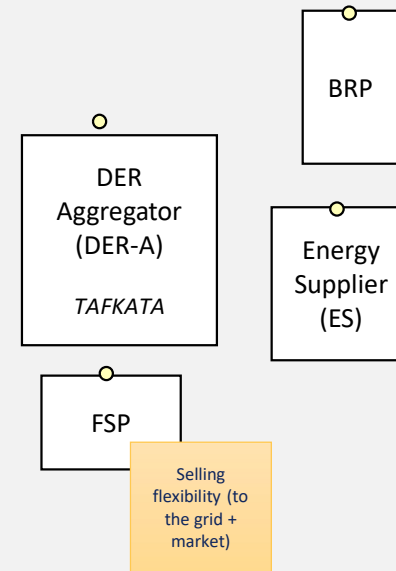 BRP
DER
Aggregator
(DER-A)
TAFKATA
Energy
Supplier
(ES)
FSP
Selling
flexibility (to
the grid +
market)